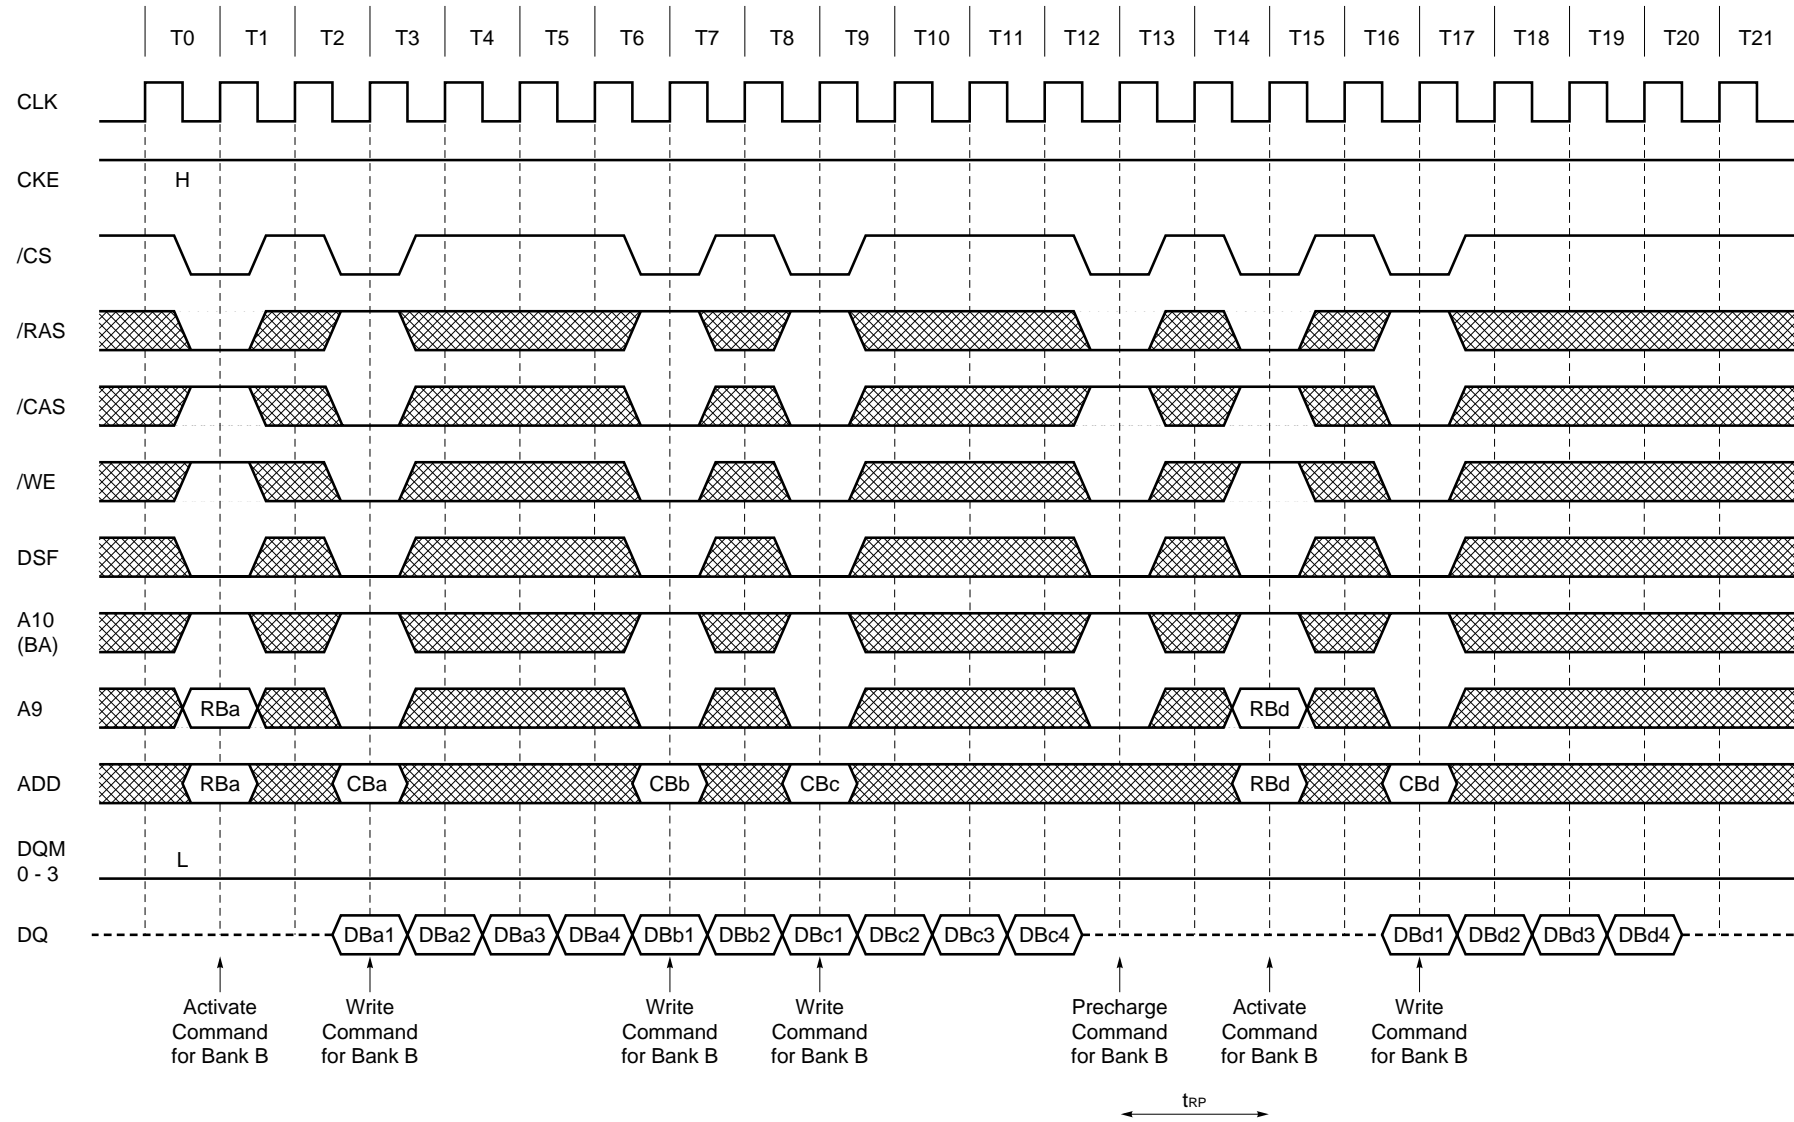 T0 T1 T2 T3 T4 T5 T6 T7 T8 T9 T10 T11 T12 T13 T14 T15 T16 T17 T18 T19 T20 T21
CLK
CKE H
/CS
/RAS
/CAS
/WE
DSF
A10
(BA)
A9 RBa RBd
ADD RBa CBa CBb CBc RBd CBd
DQM
0 - 3 L
DQ DBa1 DBa2 DBa3 DBa4 DBb1 DBb2 DBc1 DBc2 DBc3 DBc4 DBd1 DBd2 DBd3 DBd4
Activate Write Write Write Precharge Activate Write
Command Command Command Command Command Command Command
for Bank B for Bank B for Bank B for Bank B for Bank B for Bank B for Bank B
tRP